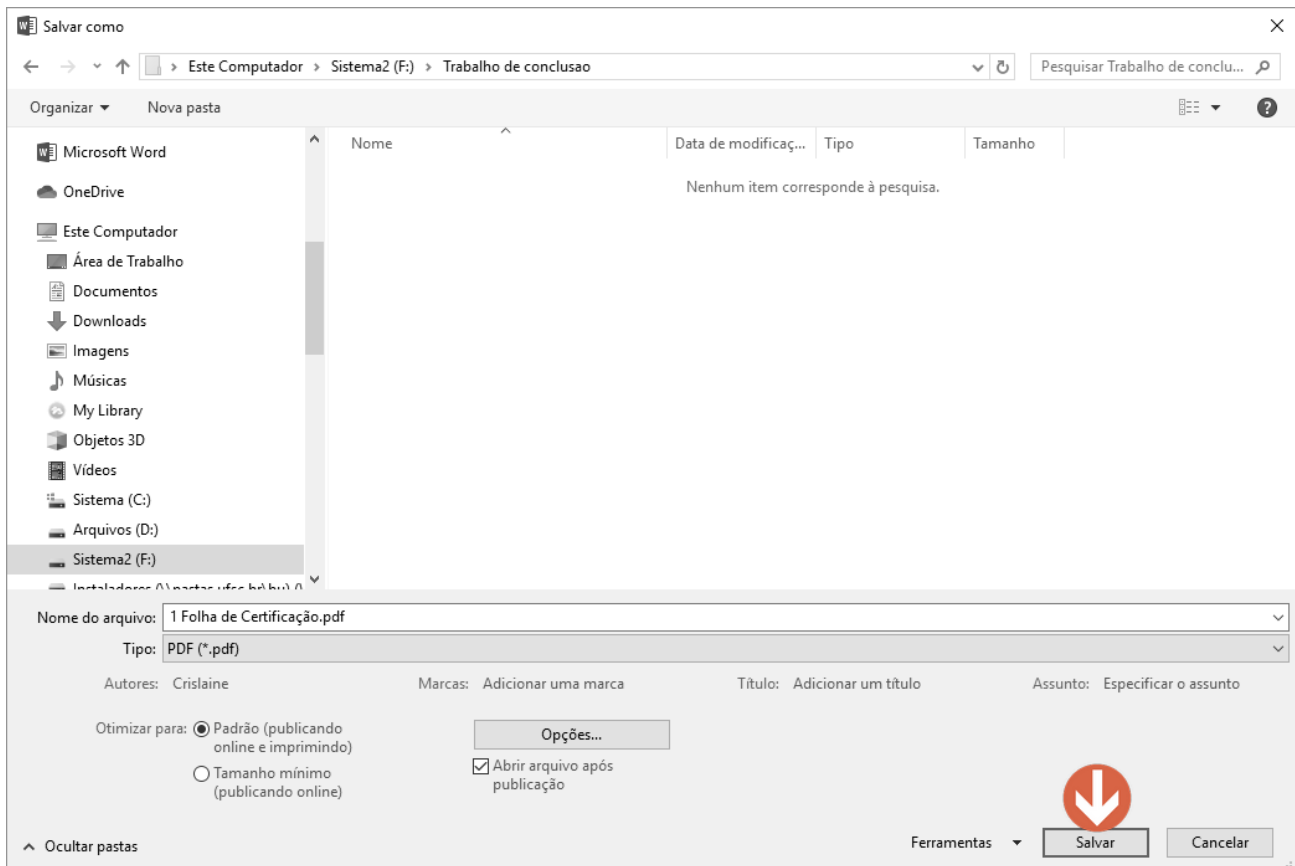 Salvar como
Este Computador > Sistema2 (F:) > Trabalho de conclusao
Pesquisar Trabalho de conclu...
Organizar Nova pasta
Nome Data de modificaç... Tipo Tamanho
Nenhum item corresponde à pesquisa.
Microsoft Word
OneDrive
Este Computador
Área de Trabalho
Documentos
Downloads
Imagens
Músicas
My Library
Objetos 3D
Vídeos
Sistema (C:)
Arquivos (D:)
Sistema2 (F:)
Nome do arquivo: 1 Folha de Certificação.pdf
Tipo: PDF (*.pdf)
Autores: Crislaine Marcas: Adicionar uma marca Título: Adicionar um título Assunto: Especificar o assunto
Otimizar para: Padrão (publicando
online e imprimindo)
Tamanho mínimo
(publicando online)
Opções...
Abrir arquivo após
publicação
Ocultar pastas
Ferramentas Salvar Cancelar